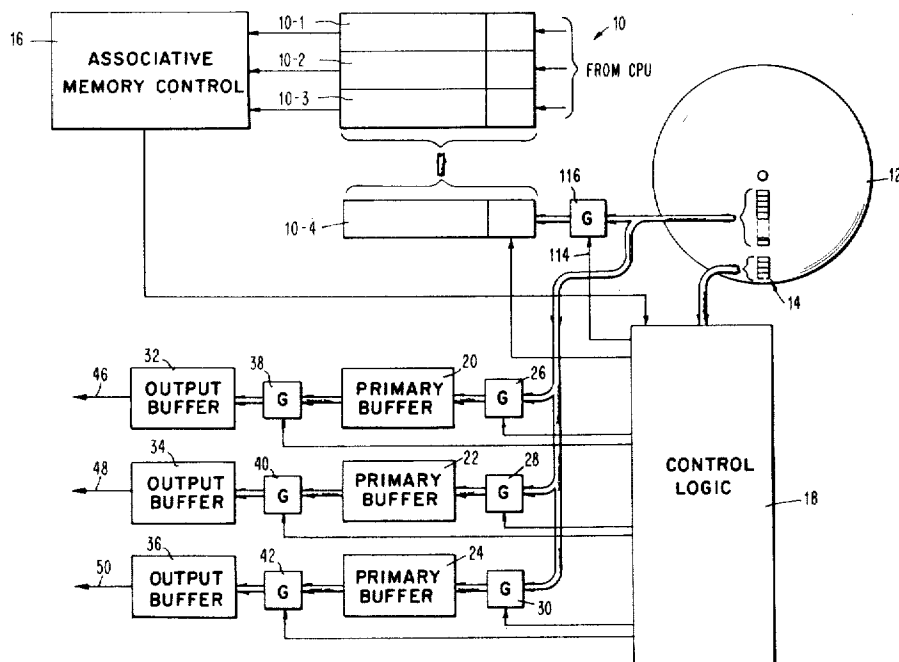 16
ASSOCIATIVE
MEMORY CONTROL
10-1
10-2
10-3
10
FROM CPU
10-4
116
G
114
12
14
32
OUTPUT
BUFFER
46
38
G
20
PRIMARY
BUFFER
26
G
34
OUTPUT
BUFFER
48
40
G
22
PRIMARY
BUFFER
28
G
36
OUTPUT
BUFFER
50
42
G
24
PRIMARY
BUFFER
G
30
CONTROL
LOGIC
18